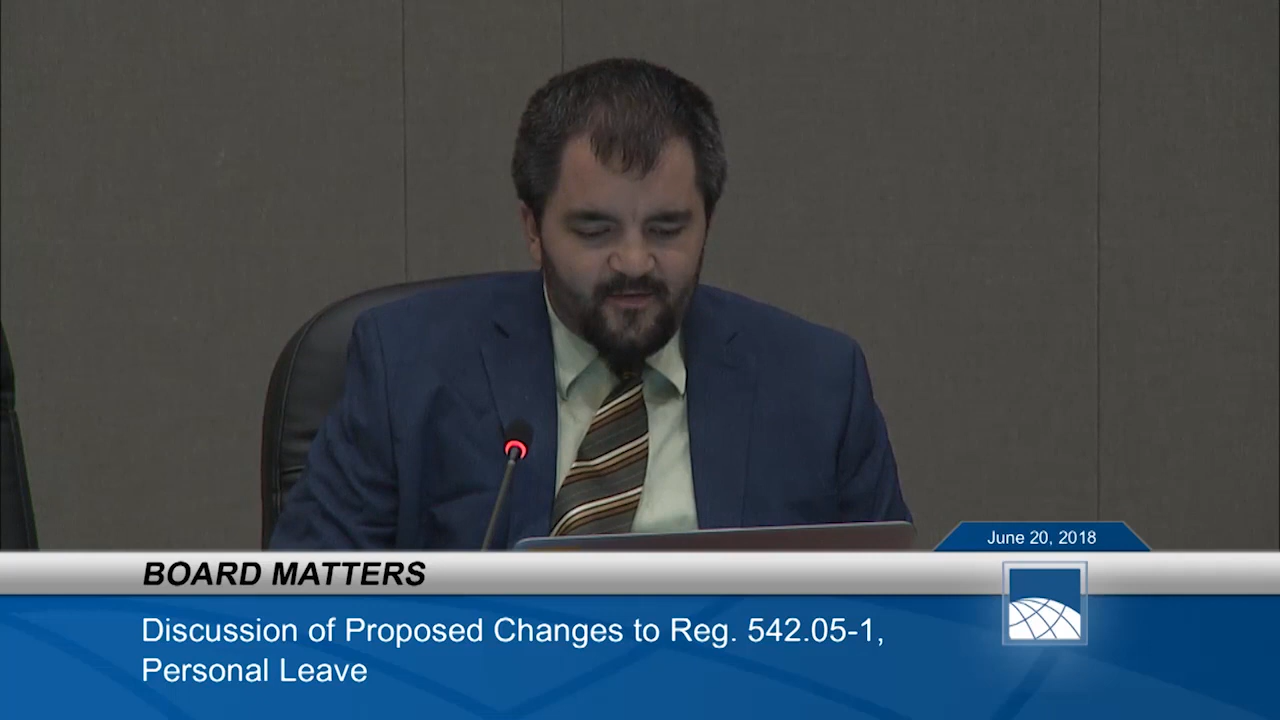 June 20, 2018
BOARD MATTERS
Discussion of Proposed Changes to Reg. 542.05-1,
Personal Leave